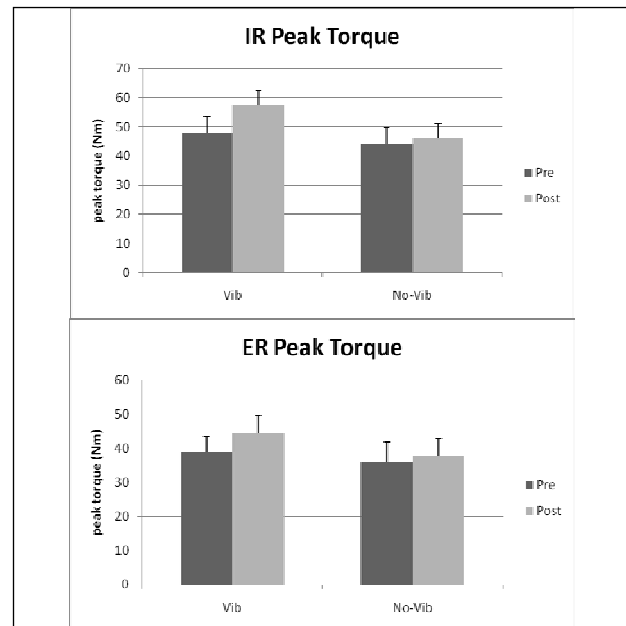 IR Peak Torque
peak torque (Nm)
70
60
50
40
30
20
10
0
Vib
No-Vib
Pre
Post
ER Peak Torque
peak torque (Nm)
60
50
40
30
20
10
0
Vib
No-Vib
Pre
Post